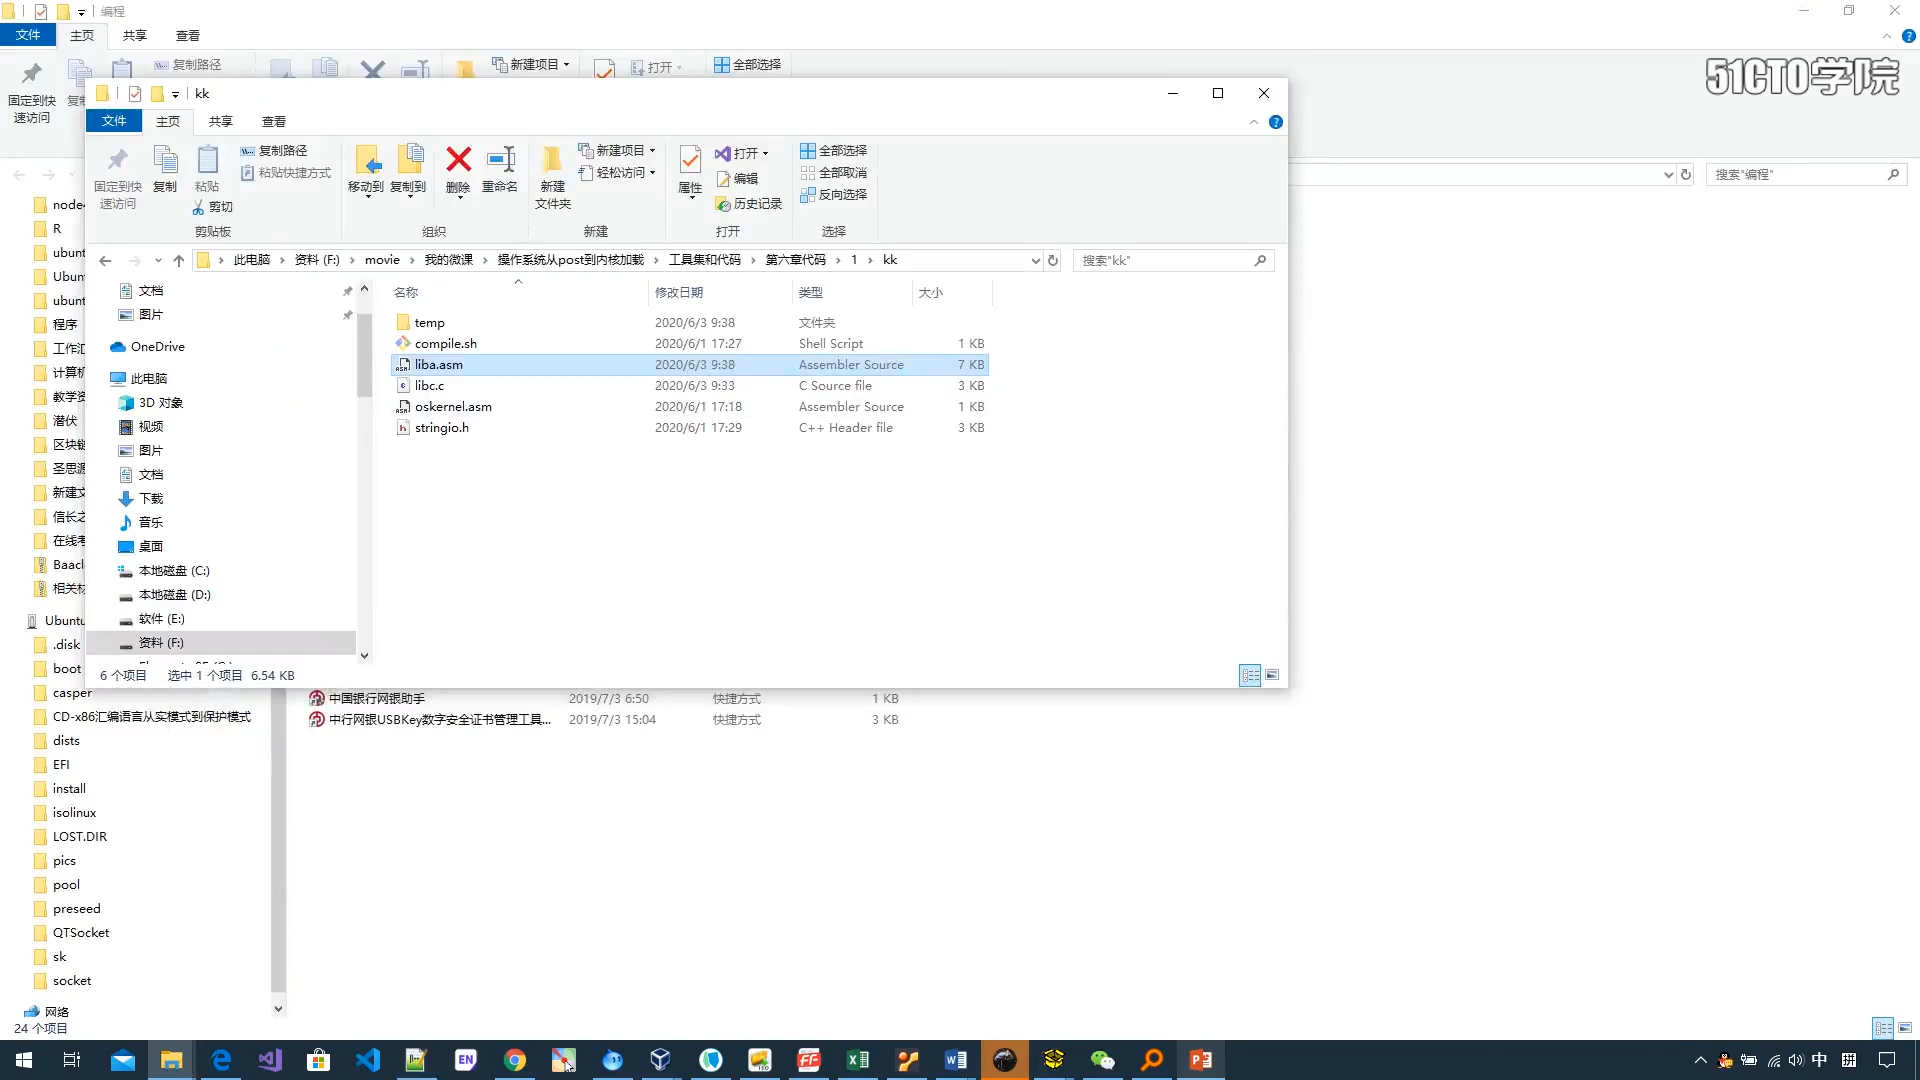 编程
文件 主页 共享 查看
复制路径 新建项目 打开 全部选择
固定到快速访问
51CTO学院
kk
文件 主页 共享 查看
固定到快速访问
复制
粘贴
复制路径
粘贴快捷方式
剪切
剪贴板
移动到 复制到 删除 重命名
组织
新建文件夹
新建项目
轻松访问
新建
属性
打开
编辑
历史记录
打开
全部选择
全部取消
反向选择
选择
此电脑 资料 (F:) movie 我的微课 操作系统从post到内核加载 工具集和代码 第六章代码 1 kk
搜索"kk"
搜索"编程"
R
程序
潜伏
文档
图片
OneDrive
此电脑
3D 对象
视频
图片
文档
下载
音乐
桌面
本地磁盘 (C:)
本地磁盘 (D:)
软件 (E:)
资料 (F:)
名称 修改日期 类型 大小
temp 2020/6/3 9:38 文件夹
compile.sh 2020/6/1 17:27 Shell Script 1 KB
liba.asm 2020/6/3 9:38 Assembler Source 7 KB
libc.c 2020/6/3 9:33 C Source file 3 KB
oskernel.asm 2020/6/1 17:18 Assembler Source 1 KB
stringio.h 2020/6/1 17:29 C++ Header file 3 KB
6 个项目 选中 1 个项目 6.54 KB
.disk
boot
casper
CD-x86汇编语言从实模式到保护模式
dists
EFI
install
isolinux
LOST.DIR
pics
pool
preseed
QTSocket
sk
socket
网络
24 个项目
中国银行网银助手 2019/7/3 6:50 快捷方式 1 KB
中行网银USBKey数字安全证书管理工具... 2019/7/3 15:04 快捷方式 3 KB
EN
中